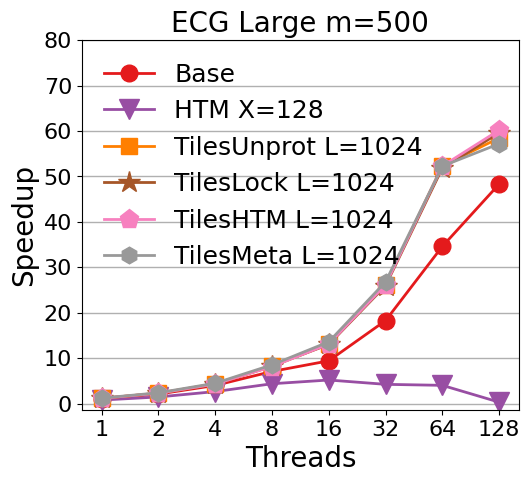 ECG Large m=500
80
70
60
50
40
30
20
10
0
Speedup
Base
HTM X=128
TilesUnprot L=1024
TilesLock L=1024
TilesHTM L=1024
TilesMeta L=1024
1 2 4 8 16 32 64 128
Threads